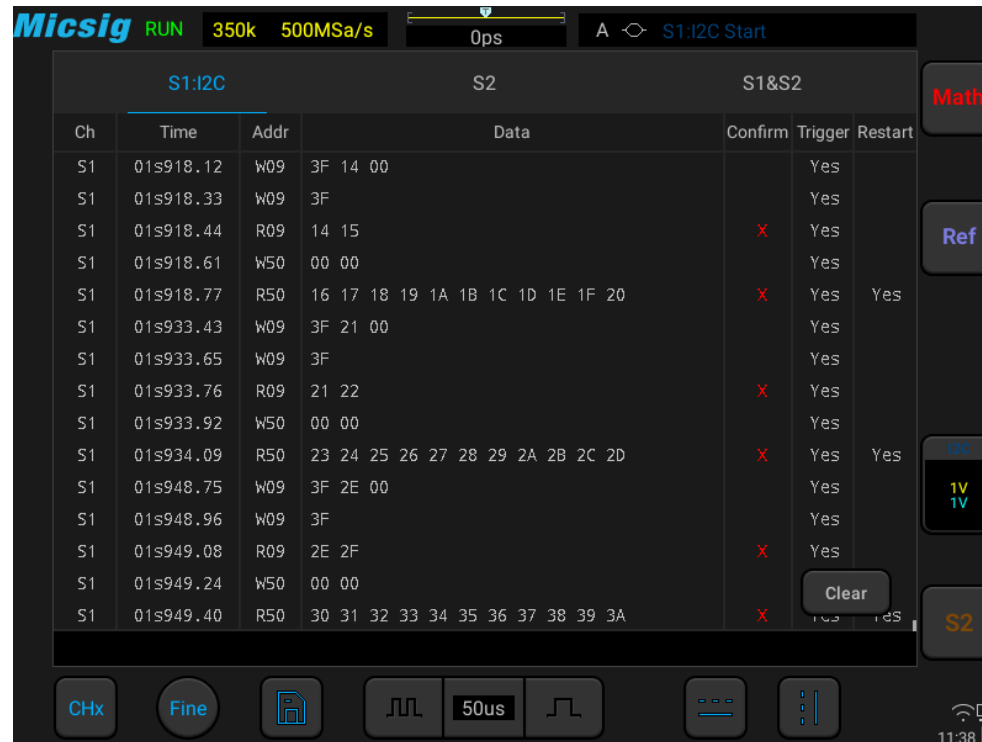 Micsig RUN 350k 500MSa/s T 0ps A S1:I2C Start
S1:I2C S2 S1&S2
Math
Ch Time Addr Data Confirm Trigger Restart
S1 01s918.12 W09 3F 14 00 Yes
S1 01s918.33 W09 3F Yes
S1 01s918.44 R09 14 15 X Yes
Ref
S1 01s918.61 W50 00 00 Yes
S1 01s918.77 R50 16 17 18 19 1A 1B 1C 1D 1E 1F 20 X Yes Yes
S1 01s933.43 W09 3F 21 00 Yes
S1 01s933.65 W09 3F Yes
S1 01s933.76 R09 21 22 X Yes
S1 01s933.92 W50 00 00 Yes
S1 01s934.09 R50 23 24 25 26 27 28 29 2A 2B 2C 2D X Yes Yes
I2C
S1 01s948.75 W09 3F 2E 00 Yes
1V
1V
S1 01s948.96 W09 3F Yes
S1 01s949.08 R09 2E 2F X Yes
S1 01s949.24 W50 00 00
Clear
S1 01s949.40 R50 30 31 32 33 34 35 36 37 38 39 3A X Yes Yes
S2
CHx Fine 50us
11:38